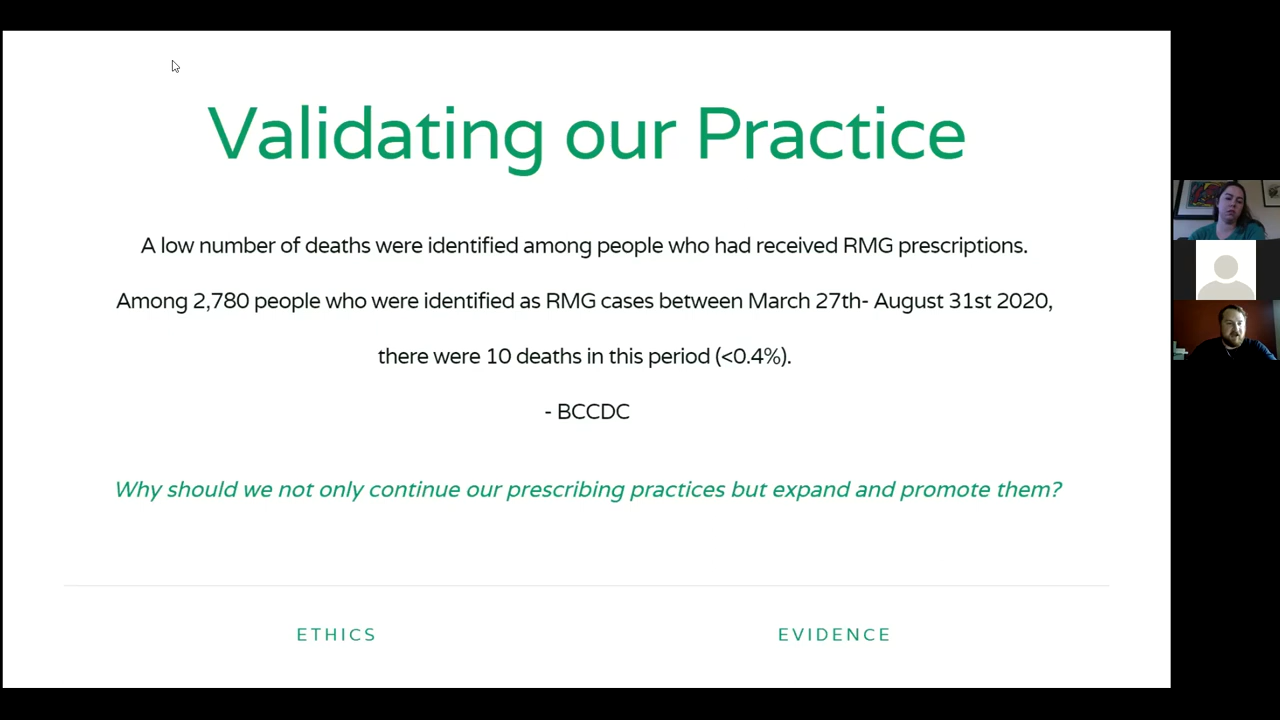 Validating our Practice
A low number of deaths were identified among people who had received RMG prescriptions.
Among 2,780 people who were identified as RMG cases between March 27th- August 31st 2020,
there were 10 deaths in this period (<0.4%).
- BCCDC
Why should we not only continue our prescribing practices but expand and promote them?
ETHICS
EVIDENCE